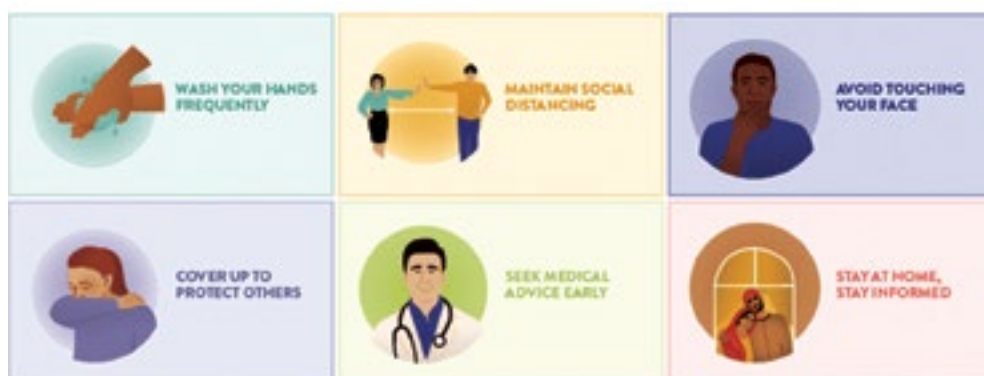 WASH YOUR HANDS
FREQUENTLY
MAINTAIN SOCIAL
DISTANCING
AVOID TOUCHING
YOUR FACE
COVER UP TO
PROTECT OTHERS
SEEK MEDICAL
ADVICE EARLY
STAY AT HOME,
STAY INFORMED